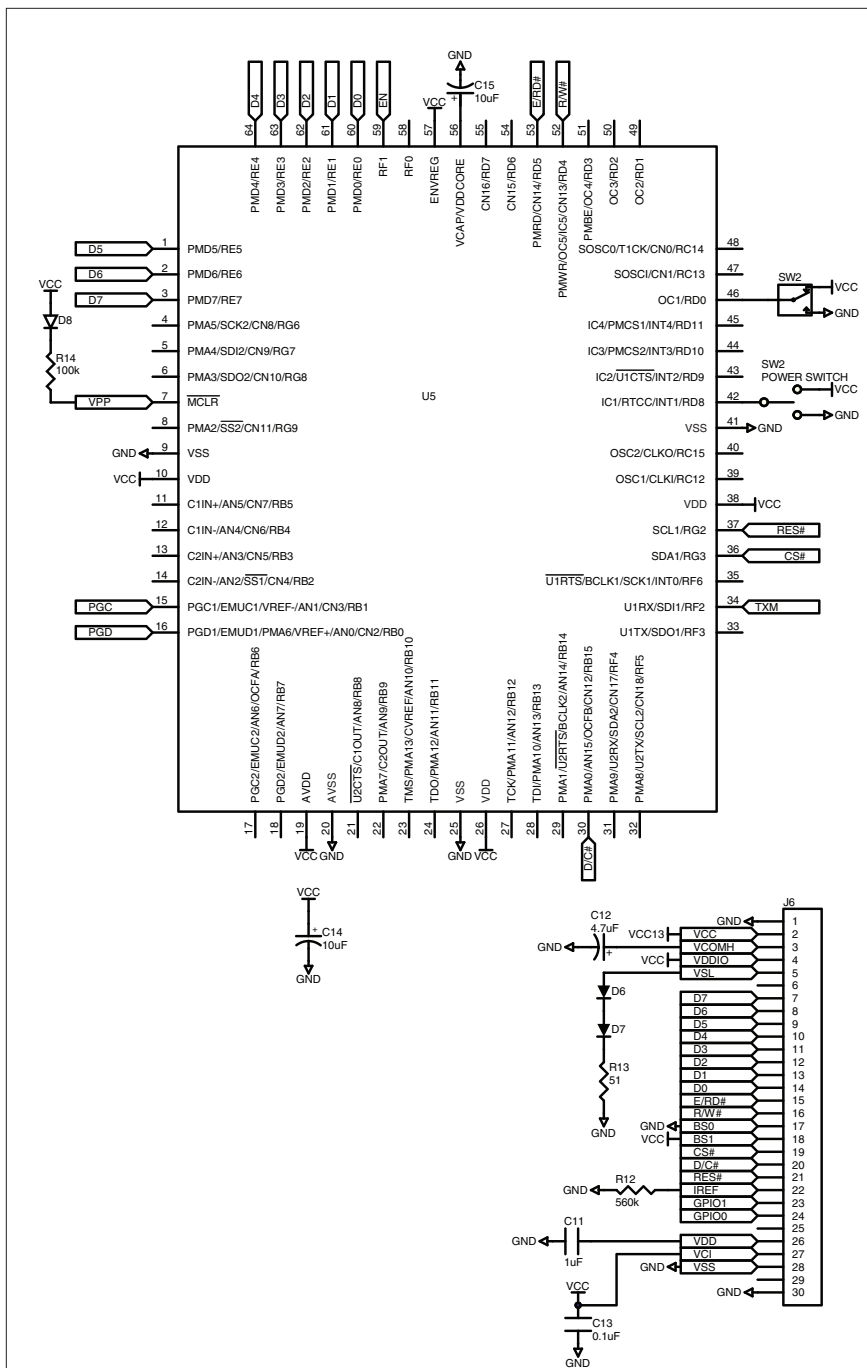 GND
C15
10uF
VCC
D4
D3
D2
D1
D0
EN
E/RD#
R/W#
64
63
62
61
60
59
58
57
56
55
54
53
52
51
50
49
PMD4/RE4
PMD3/RE3
PMD2/RE2
PMD1/RE1
PMD0/RE0
RF1
RF0
ENVREG
VCAP/VDDCORE
CN16/RD7
CN15/RD6
PMRD/CN14/RD5
PMWR/OC5/IC5/CN13/RD4
PMBE/OC4/RD3
OC3/RD2
OC2/RD1
D5 1 PMD5/RE5
D6 2 PMD6/RE6
D7 3 PMD7/RE7
4 PMA5/SCK2/CN8/RG6
5 PMA4/SDI2/CN9/RG7
6 PMA3/SDO2/CN10/RG8
VPP 7 MCLR
8 PMA2/SS2/CN11/RG9
GND 9 VSS
VCC 10 VDD
11 C1IN+/AN5/CN7/RB5
12 C1IN-/AN4/CN6/RB4
13 C2IN+/AN3/CN5/RB3
14 C2IN-/AN2/SS1/CN4/RB2
PGC 15 PGC1/EMUC1/VREF-/AN1/CN3/RB1
PGD 16 PGD1/EMUD1/PMA6/VREF+/AN0/CN2/RB0
VCC
D8
R14
100k
U5
SOSC0/T1CK/CN0/RC14 48
SOSCI/CN1/RC13 47
OC1/RD0 46
IC4/PMCS1/INT4/RD11 45
IC3/PMCS2/INT3/RD10 44
IC2/U1CTS/INT2/RD9 43
IC1/RTCC/INT1/RD8 42
VSS 41 GND
OSC2/CLKO/RC15 40
OSC1/CLKI/RC12 39
VDD 38 VCC
SCL1/RG2 37 RES#
SDA1/RG3 36 CS#
U1RTS/BCLK1/SCK1/INT0/RF6 35
U1RX/SDI1/RF2 34 TXM
U1TX/SDO1/RF3 33
SW2
VCC
GND
SW2
POWER SWITCH
VCC
GND
PGC2/EMUC2/AN6/OCFA/RB6
PGD2/EMUD2/AN7/RB7
AVDD
AVSS
U2CTS/C1OUT/AN8/RB8
PMA7/C2OUT/AN9/RB9
TMS/PMA13/CVREF/AN10/RB10
TDO/PMA12/AN11/RB11
VSS
VDD
TCK/PMA11/AN12/RB12
TDI/PMA10/AN13/RB13
PMA1/U2RTS/BCLK2/AN14/RB14
PMA0/AN15/OCFB/CN12/RB15
PMA9/U2RX/SDA2/CN17/RF4
PMA8/U2TX/SCL2/CN18/RF5
17
18
19
20
21
22
23
24
25
26
27
28
29
30
31
32
VCC
GND
GND
VCC
D/C#
VCC
C14
10uF
GND
J6
GND 1
VCC13 VCC 2
C12
4.7uF
GND VCOMH 3
VCC VDDIO 4
VSL 5
6
D7 7
D6 8
D5 9
D4 10
D3 11
D2 12
D1 13
D0 14
E/RD# 15
R/W# 16
GND BS0 17
VCC BS1 18
CS# 19
D/C# 20
RES# 21
IREF 22
GPIO1 23
GPIO0 24
25
VDD 26
VCI 27
GND VSS 28
29
GND 30
D6
D7
R13
51
GND
R12
GND
560k
C11
GND
1uF
VCC
C13
0.1uF
GND